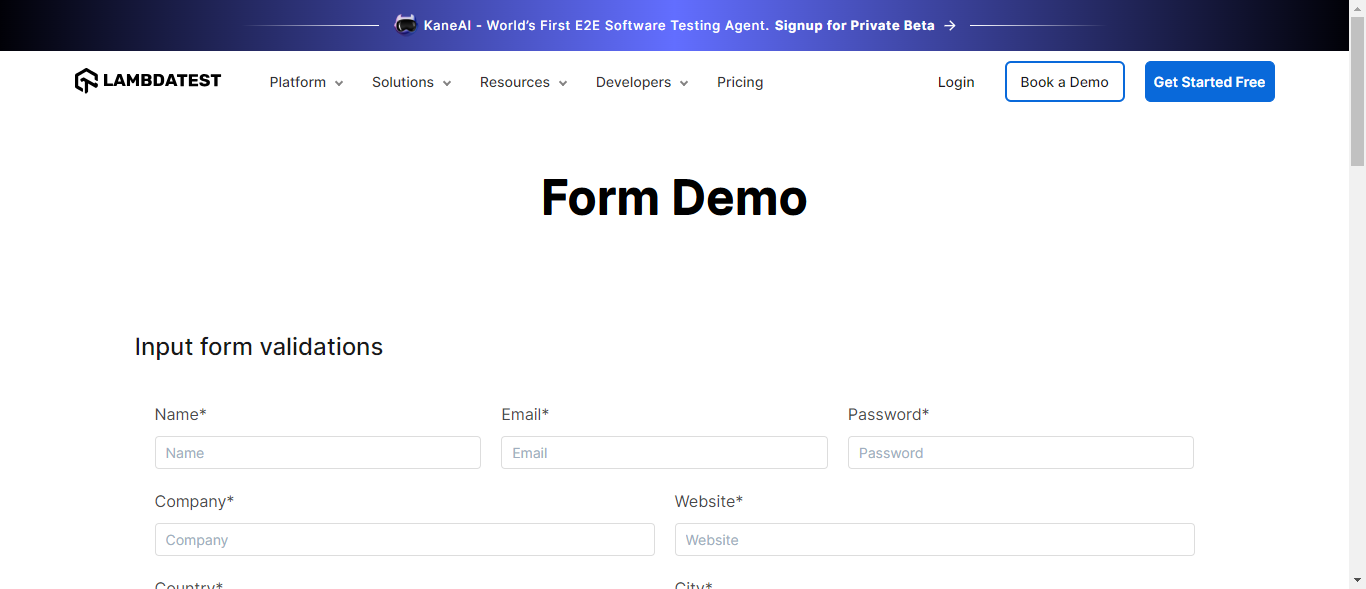 KaneAI - World's First E2E Software Testing Agent. Signup for Private Beta →
LAMBDATEST Platform Solutions Resources Developers Pricing Login Book a Demo Get Started Free
Form Demo
Input form validations
Name* Email* Password*
Name Email Password
Company* Website*
Company Website
Country* City*